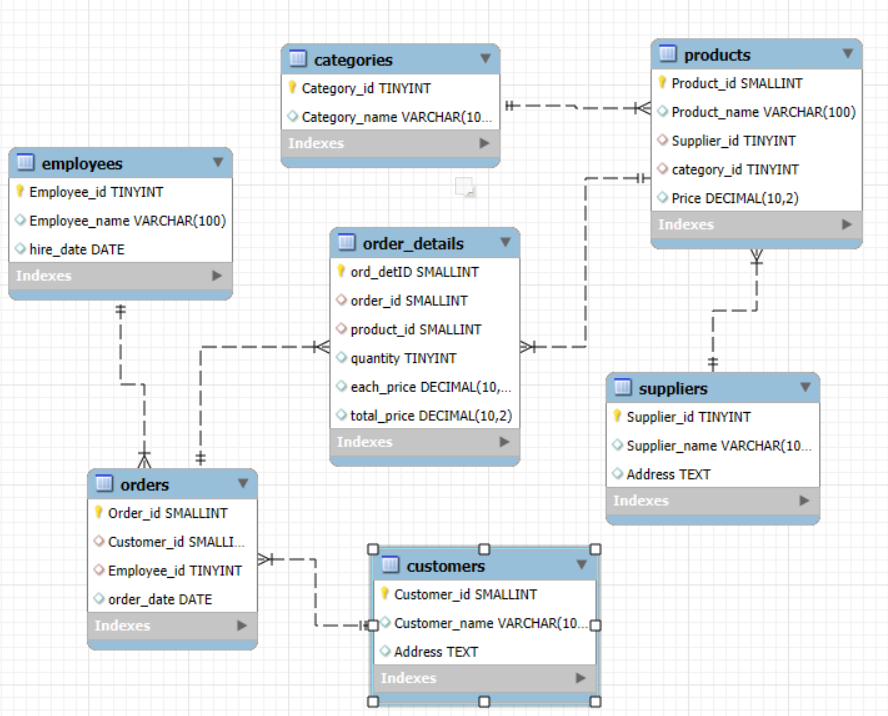 categories
Category_id TINYINT
Category_name VARCHAR(10...
Indexes
products
Product_id SMALLINT
Product_name VARCHAR(100)
Supplier_id TINYINT
category_id TINYINT
Price DECIMAL(10,2)
Indexes
employees
Employee_id TINYINT
Employee_name VARCHAR(100)
hire_date DATE
Indexes
order_details
ord_detID SMALLINT
order_id SMALLINT
product_id SMALLINT
quantity TINYINT
each_price DECIMAL(10,...
total_price DECIMAL(10,2)
Indexes
suppliers
Supplier_id TINYINT
Supplier_name VARCHAR(10...
Address TEXT
Indexes
orders
Order_id SMALLINT
Customer_id SMALLI...
Employee_id TINYINT
order_date DATE
Indexes
customers
Customer_id SMALLINT
Customer_name VARCHAR(10...
Address TEXT
Indexes